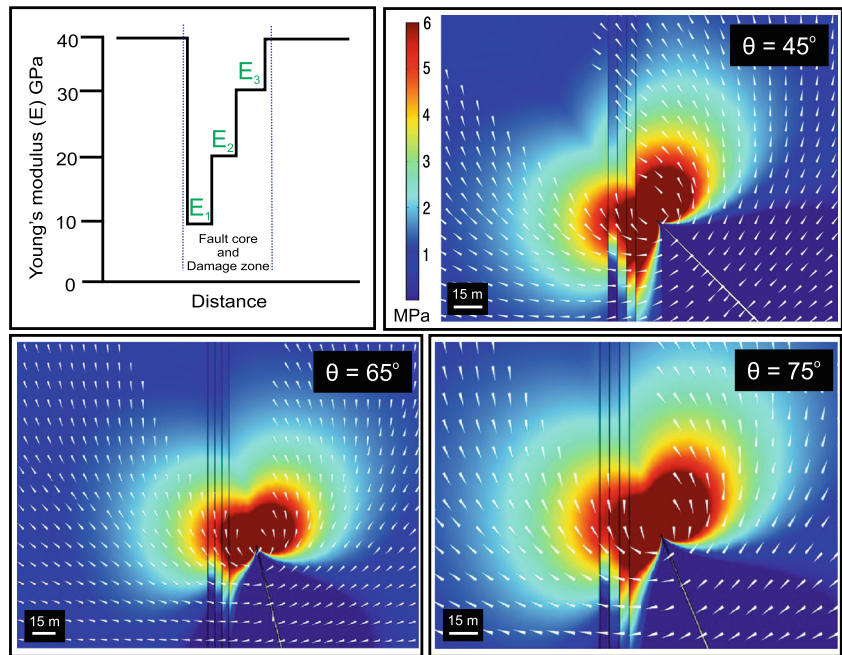 Young's modulus (E) GPa
40
30
20
10
0
E1
E2
E3
Fault core
and
Damage zone
Distance
6
5
4
3
2
1
MPa
θ = 45°
15 m
θ = 65°
15 m
θ = 75°
15 m